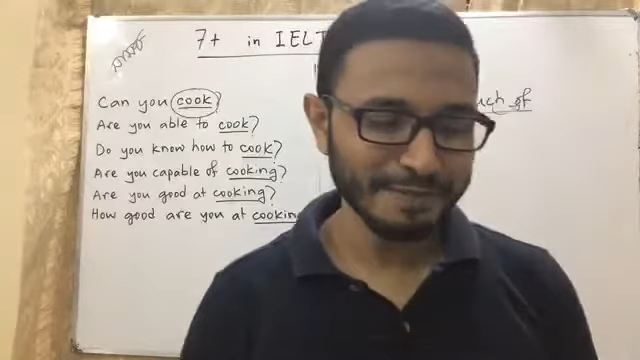 7+ in IELT
Can you cook
Are you able to cook?
Do you know how to cook?
Are you capable of cooking?
Are you good at cooking?
How good are you at cookin
uch of